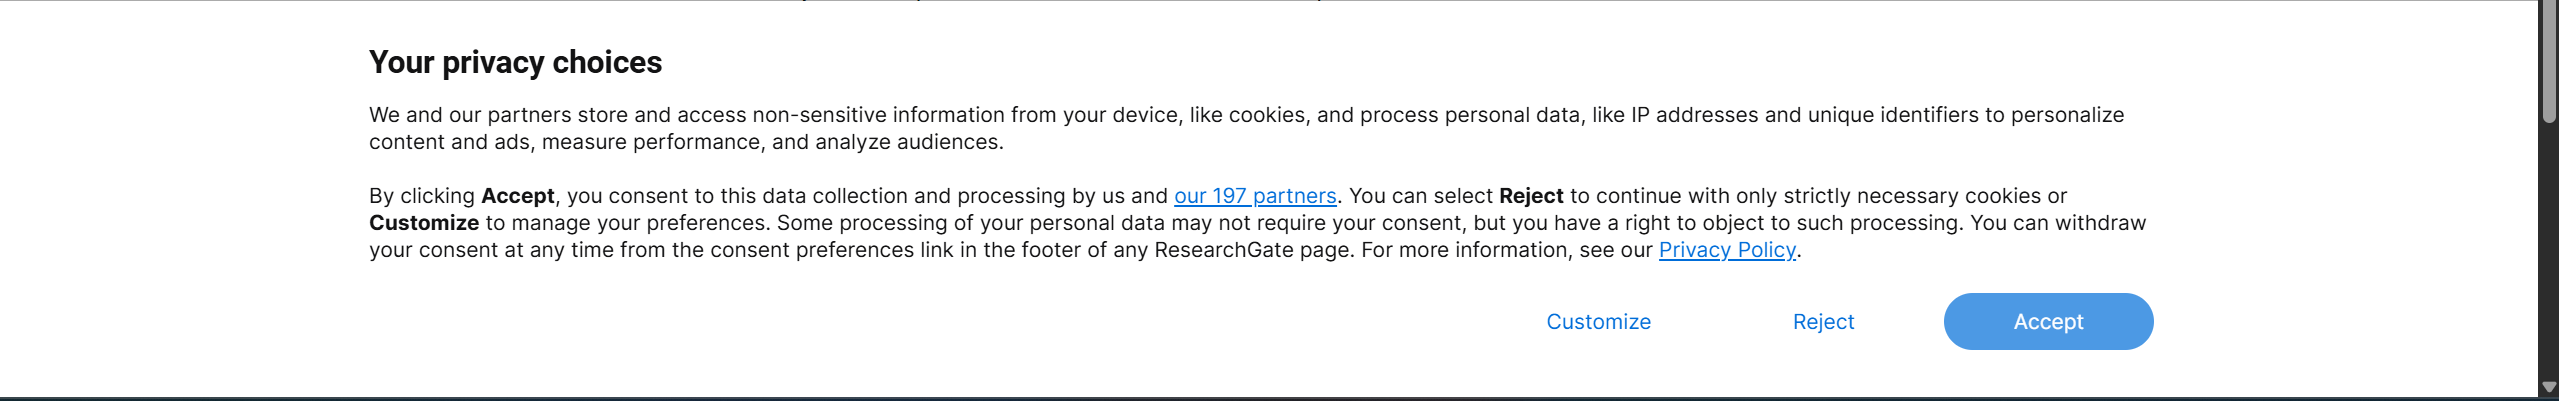 Your privacy choices
We and our partners store and access non-sensitive information from your device, like cookies, and process personal data, like IP addresses and unique identifiers to personalize
content and ads, measure performance, and analyze audiences.
By clicking Accept, you consent to this data collection and processing by us and our 197 partners. You can select Reject to continue with only strictly necessary cookies or
Customize to manage your preferences. Some processing of your personal data may not require your consent, but you have a right to object to such processing. You can withdraw
your consent at any time from the consent preferences link in the footer of any ResearchGate page. For more information, see our Privacy Policy.
Customize Reject Accept